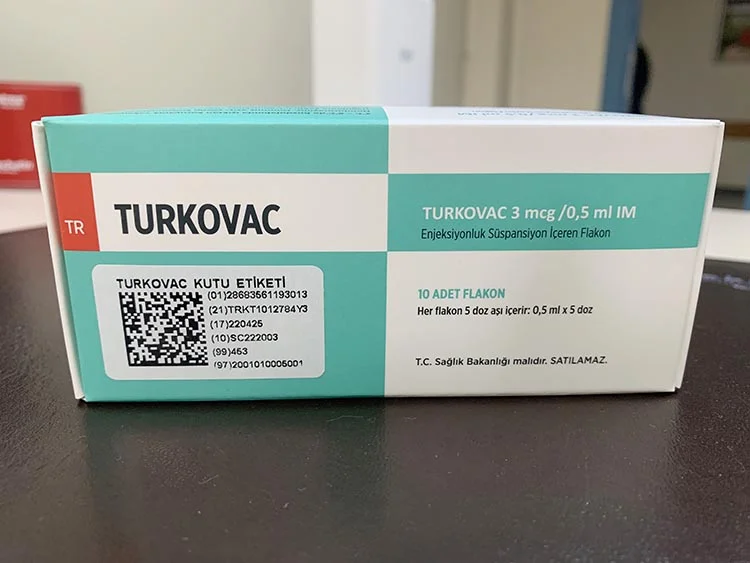 TR
TURKOVAC
TURKOVAC 3 mcg /0,5 ml IM
Enjeksiyonluk Süspansiyon İçeren Flakon
TURKOVAC KUTU ETİKETİ
(01)28683561193013
(21)TRKT1012784Y3
(17)220425
(10)SC222003
(99)453
(97)2001010005001
10 ADET FLAKON
Her flakon 5 doz aşı içerir: 0,5 ml x 5 doz
T.C. Sağlık Bakanlığı malıdır. SATILAMAZ.